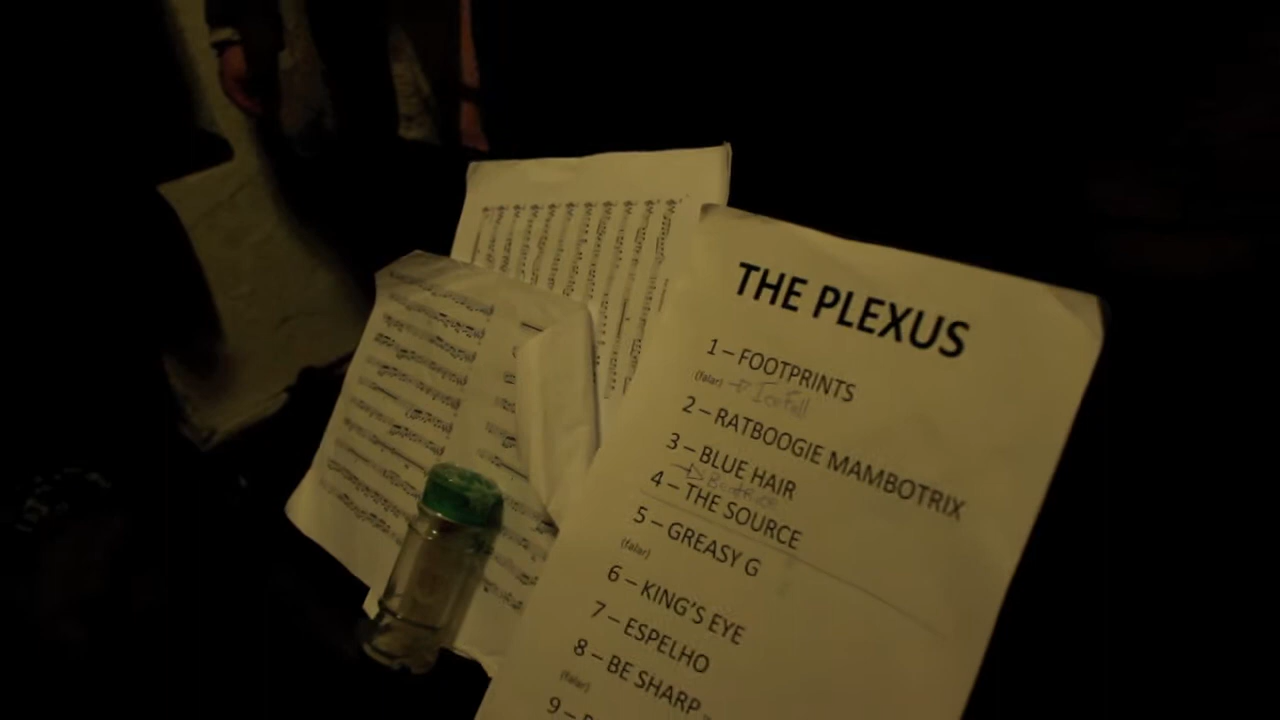 THE PLEXUS
1 – FOOTPRINTS
(falar)
2 – RATBOOGIE MAMBOTRIX
3 – BLUE HAIR
4 – THE SOURCE
5 – GREASY G
(falar)
6 – KING'S EYE
7 – ESPELHO
8 – BE SHARP
(falar)
9 –